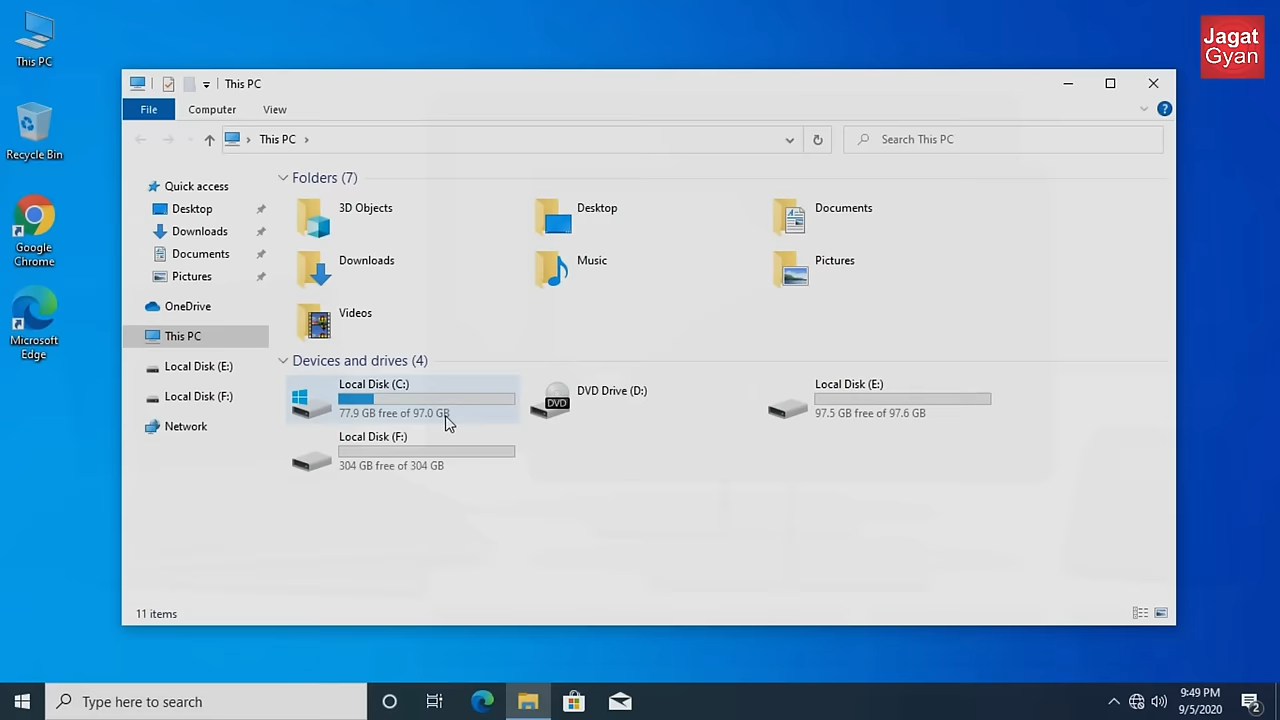 This PC
Recycle Bin
Google
Chrome
Microsoft
Edge
Jagat
Gyan
This PC
File
Computer
View
This PC
Search This PC
Quick access
Desktop
Downloads
Documents
Pictures
OneDrive
This PC
Local Disk (E:)
Local Disk (F:)
Network
Folders (7)
3D Objects
Desktop
Documents
Downloads
Music
Pictures
Videos
Devices and drives (4)
Local Disk (C:)
77.9 GB free of 97.0 GB
DVD
DVD Drive (D:)
Local Disk (E:)
97.5 GB free of 97.6 GB
Local Disk (F:)
304 GB free of 304 GB
11 items
Type here to search
9:49 PM
9/5/2020
2